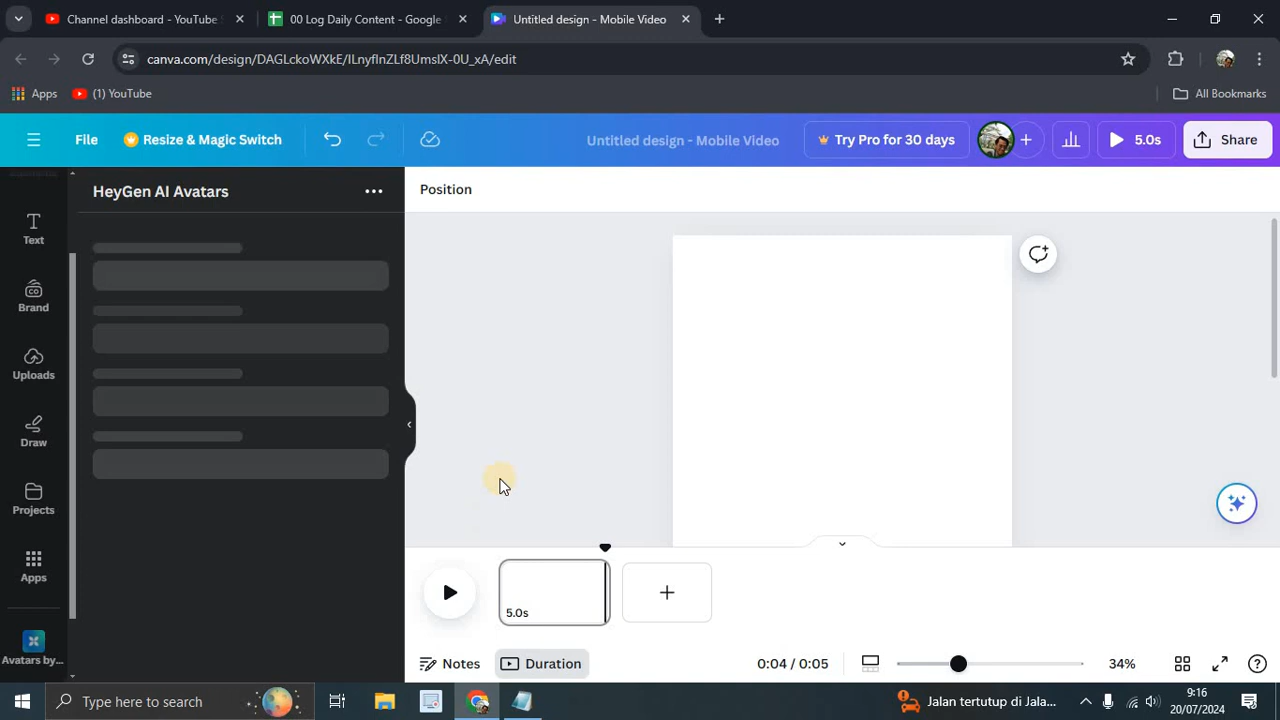 Channel dashboard - YouTube
00 Log Daily Content - Google
Untitled design - Mobile Video
canva.com/design/DAGLckoWXkE/ILnyflnZLf8UmslX-0U_xA/edit
Apps
(1) YouTube
All Bookmarks
File
Resize & Magic Switch
Untitled design - Mobile Video
Try Pro for 30 days
5.0s
Share
HeyGen AI Avatars
Position
Text
Brand
Uploads
Draw
Projects
Apps
Avatars by...
5.0s
Notes
Duration
0:04 / 0:05
34%
Type here to search
Jalan tertutup di Jala...
9:16
20/07/2024